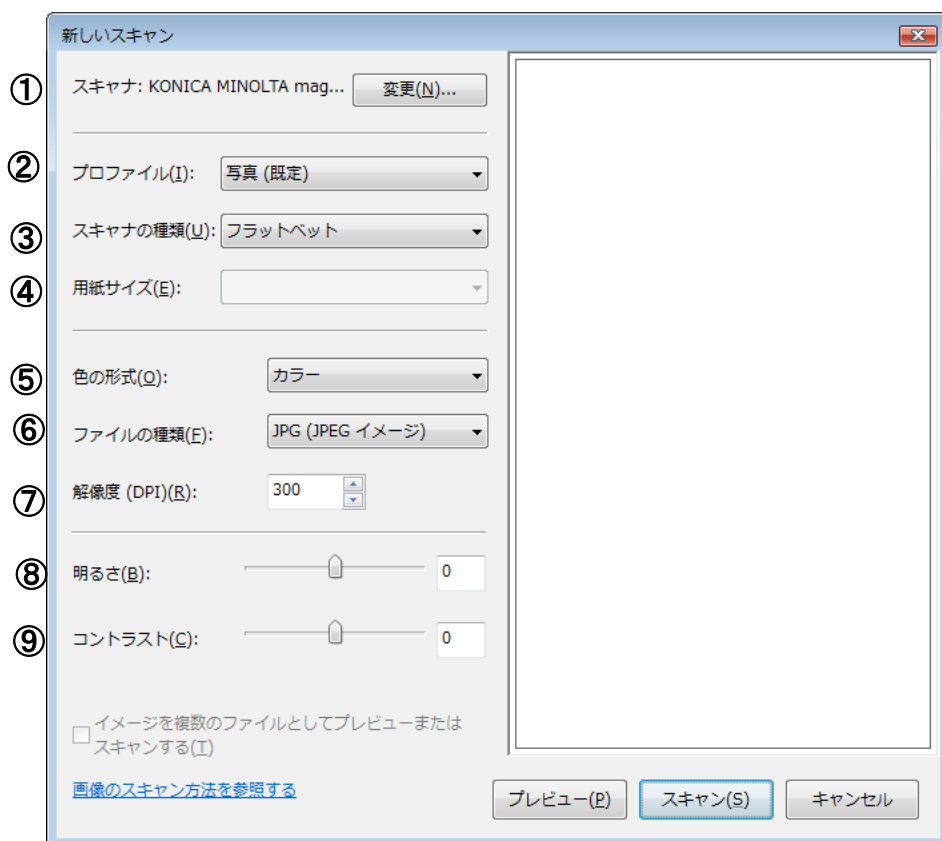 新しいスキャン
① スキャナ: KONICA MINOLTA mag... 変更(N)...
② プロファイル(I): 写真 (既定)
③ スキャナの種類(U): フラットベット
④ 用紙サイズ(E):
⑤ 色の形式(O): カラー
⑥ ファイルの種類(F): JPG (JPEG イメージ)
⑦ 解像度 (DPI)(R): 300
⑧ 明るさ(B): 0
⑨ コントラスト(C): 0
イメージを複数のファイルとしてプレビューまたは
スキャンする(T)
画像のスキャン方法を参照する
プレビュー(P) スキャン(S) キャンセル